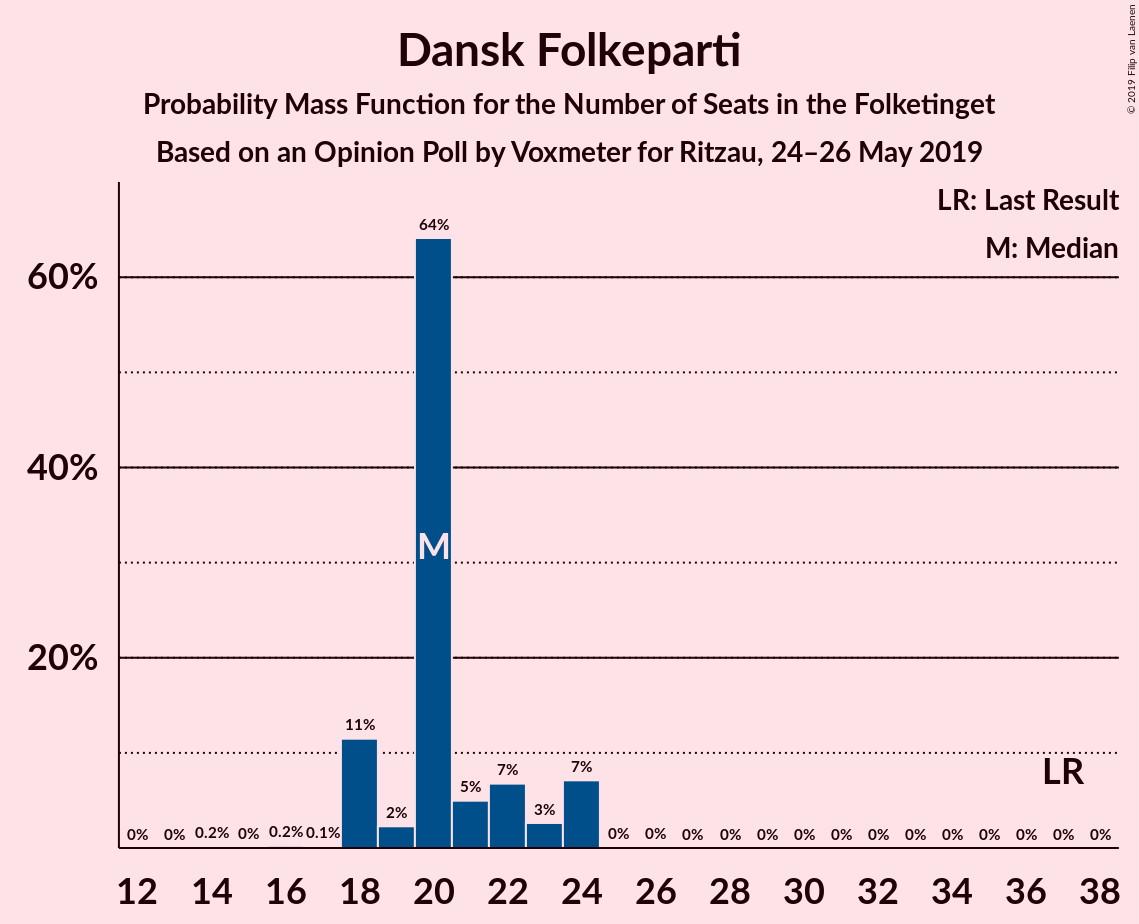 Dansk Folkeparti
Probability Mass Function for the Number of Seats in the Folketinget
Based on an Opinion Poll by Voxmeter for Ritzau, 24–26 May 2019
© 2019 Filip van Laenen
LR: Last Result
M: Median
60%
40%
20%
64%
M
11%
2%
5%
7%
3%
7%
LR
0% 0% 0.2% 0% 0.2% 0.1% 0% 0% 0% 0% 0% 0% 0% 0% 0% 0% 0% 0% 0% 0%
12 14 16 18 20 22 24 26 28 30 32 34 36 38